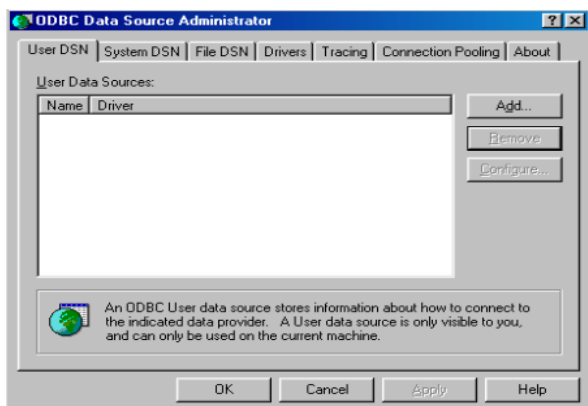 ODBC Data Source Administrator
User DSN System DSN File DSN Drivers Tracing Connection Pooling About
User Data Sources:
Name Driver
Add...
Remove
Configure...
An ODBC User data source stores information about how to connect to
the indicated data provider. A User data source is only visible to you,
and can only be used on the current machine.
OK Cancel Apply Help